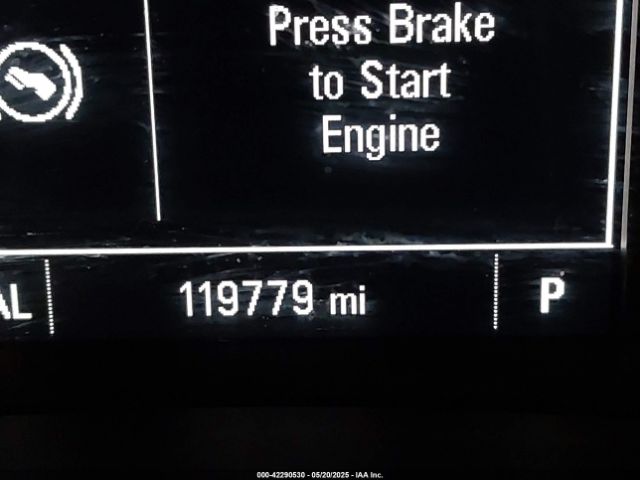 Press Brake
to Start
Engine
AL
119779 mi
P
000-42290530 - 05/20/2025 - IAA Inc.